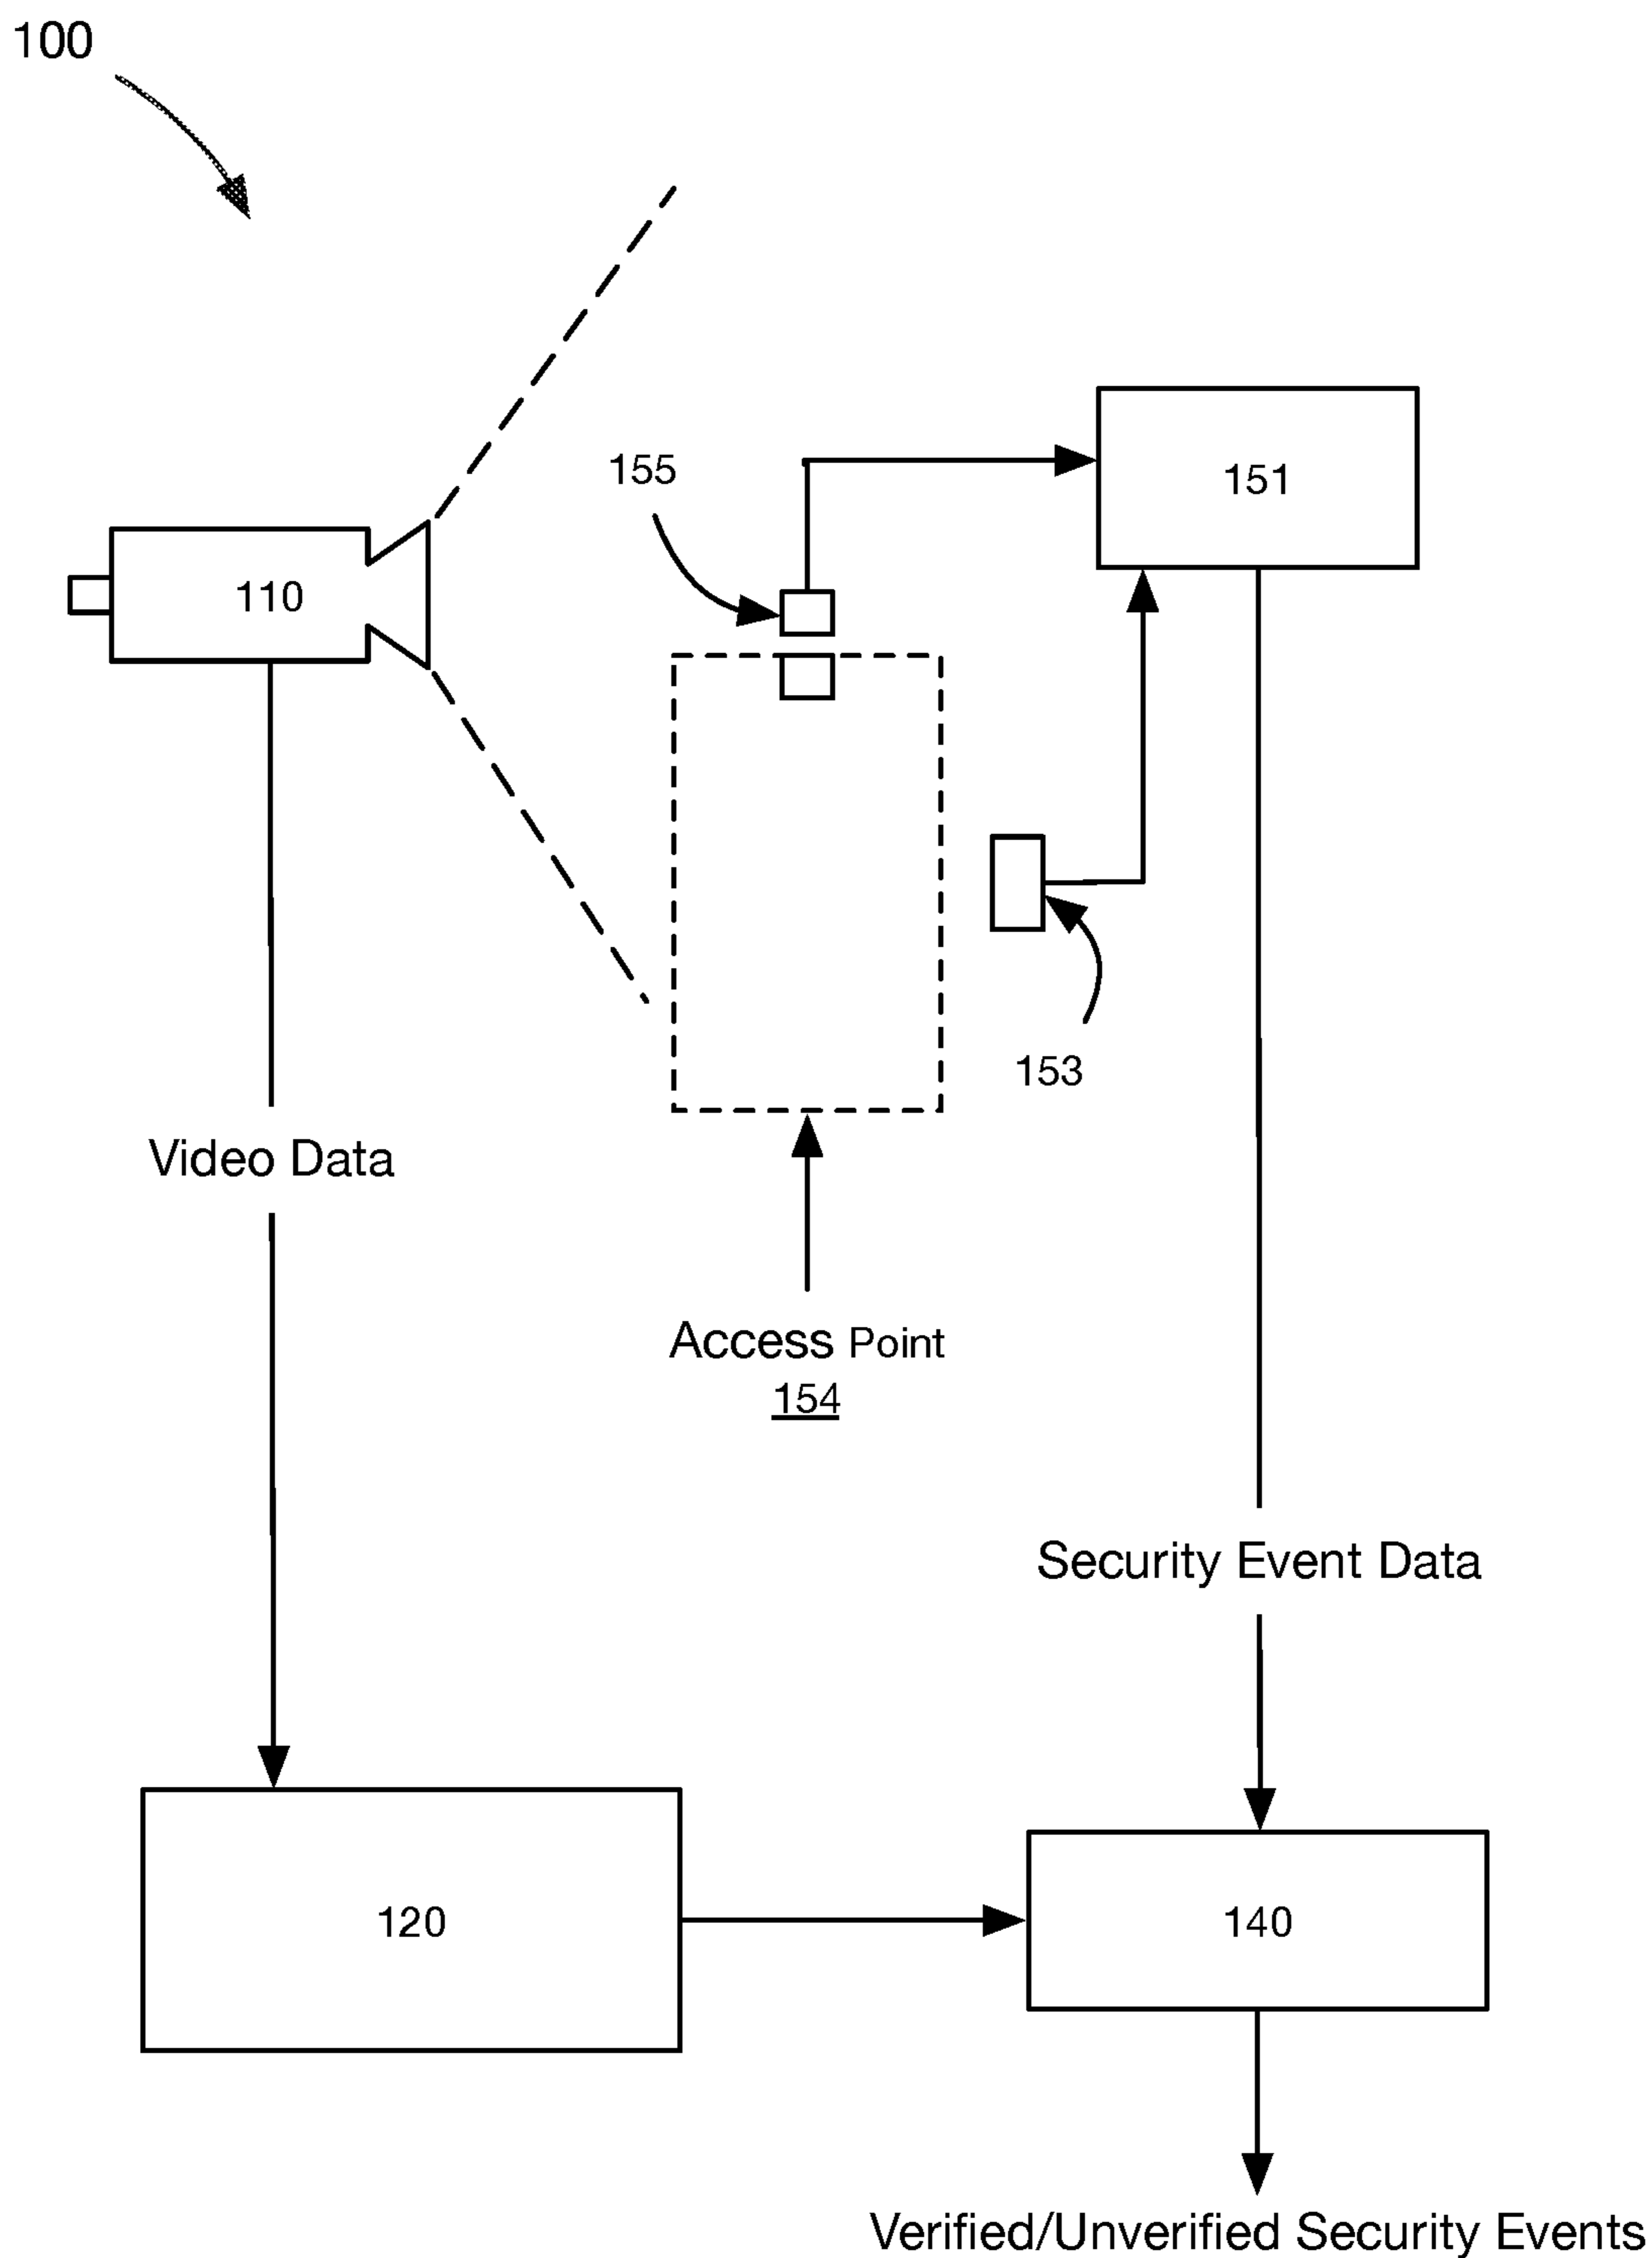 100
155
151
110
153
Video Data
Access Point
154
Security Event Data
120
140
Verified/Unverified Security Events